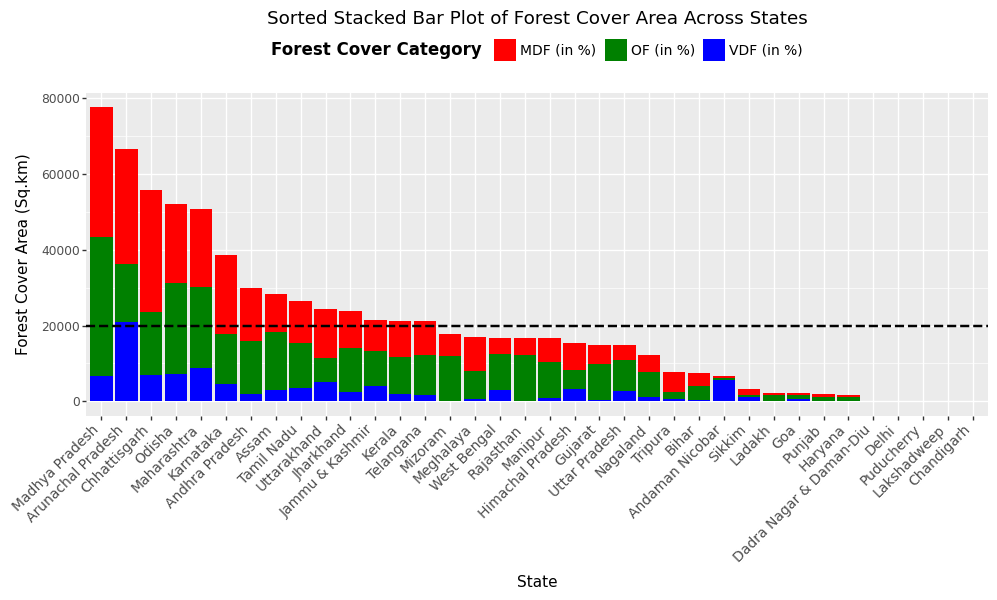 Sorted Stacked Bar Plot of Forest Cover Area Across States
Forest Cover Category MDF (in %) OF (in %) VDF (in %)
Forest Cover Area (Sq.km)
80000
60000
40000
20000
0
Madhya Pradesh
Arunachal Pradesh
Chhattisgarh
Odisha
Maharashtra
Karnataka
Andhra Pradesh
Assam
Tamil Nadu
Uttarakhand
Jharkhand
Jammu & Kashmir
Kerala
Telangana
Mizoram
Meghalaya
West Bengal
Rajasthan
Manipur
Himachal Pradesh
Gujarat
Uttar Pradesh
Nagaland
Tripura
Bihar
Andaman Nicobar
Sikkim
Ladakh
Goa
Punjab
Haryana
Dadra Nagar & Daman-Diu
Delhi
Puducherry
Lakshadweep
Chandigarh
State